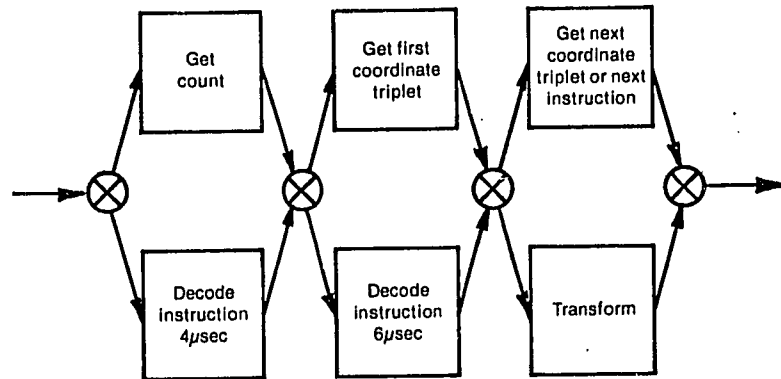 Get
count
Get first
coordinate
triplet
Get next
coordinate
triplet or next
instruction
Decode
instruction
4μsec
Decode
instruction
6μsec
Transform